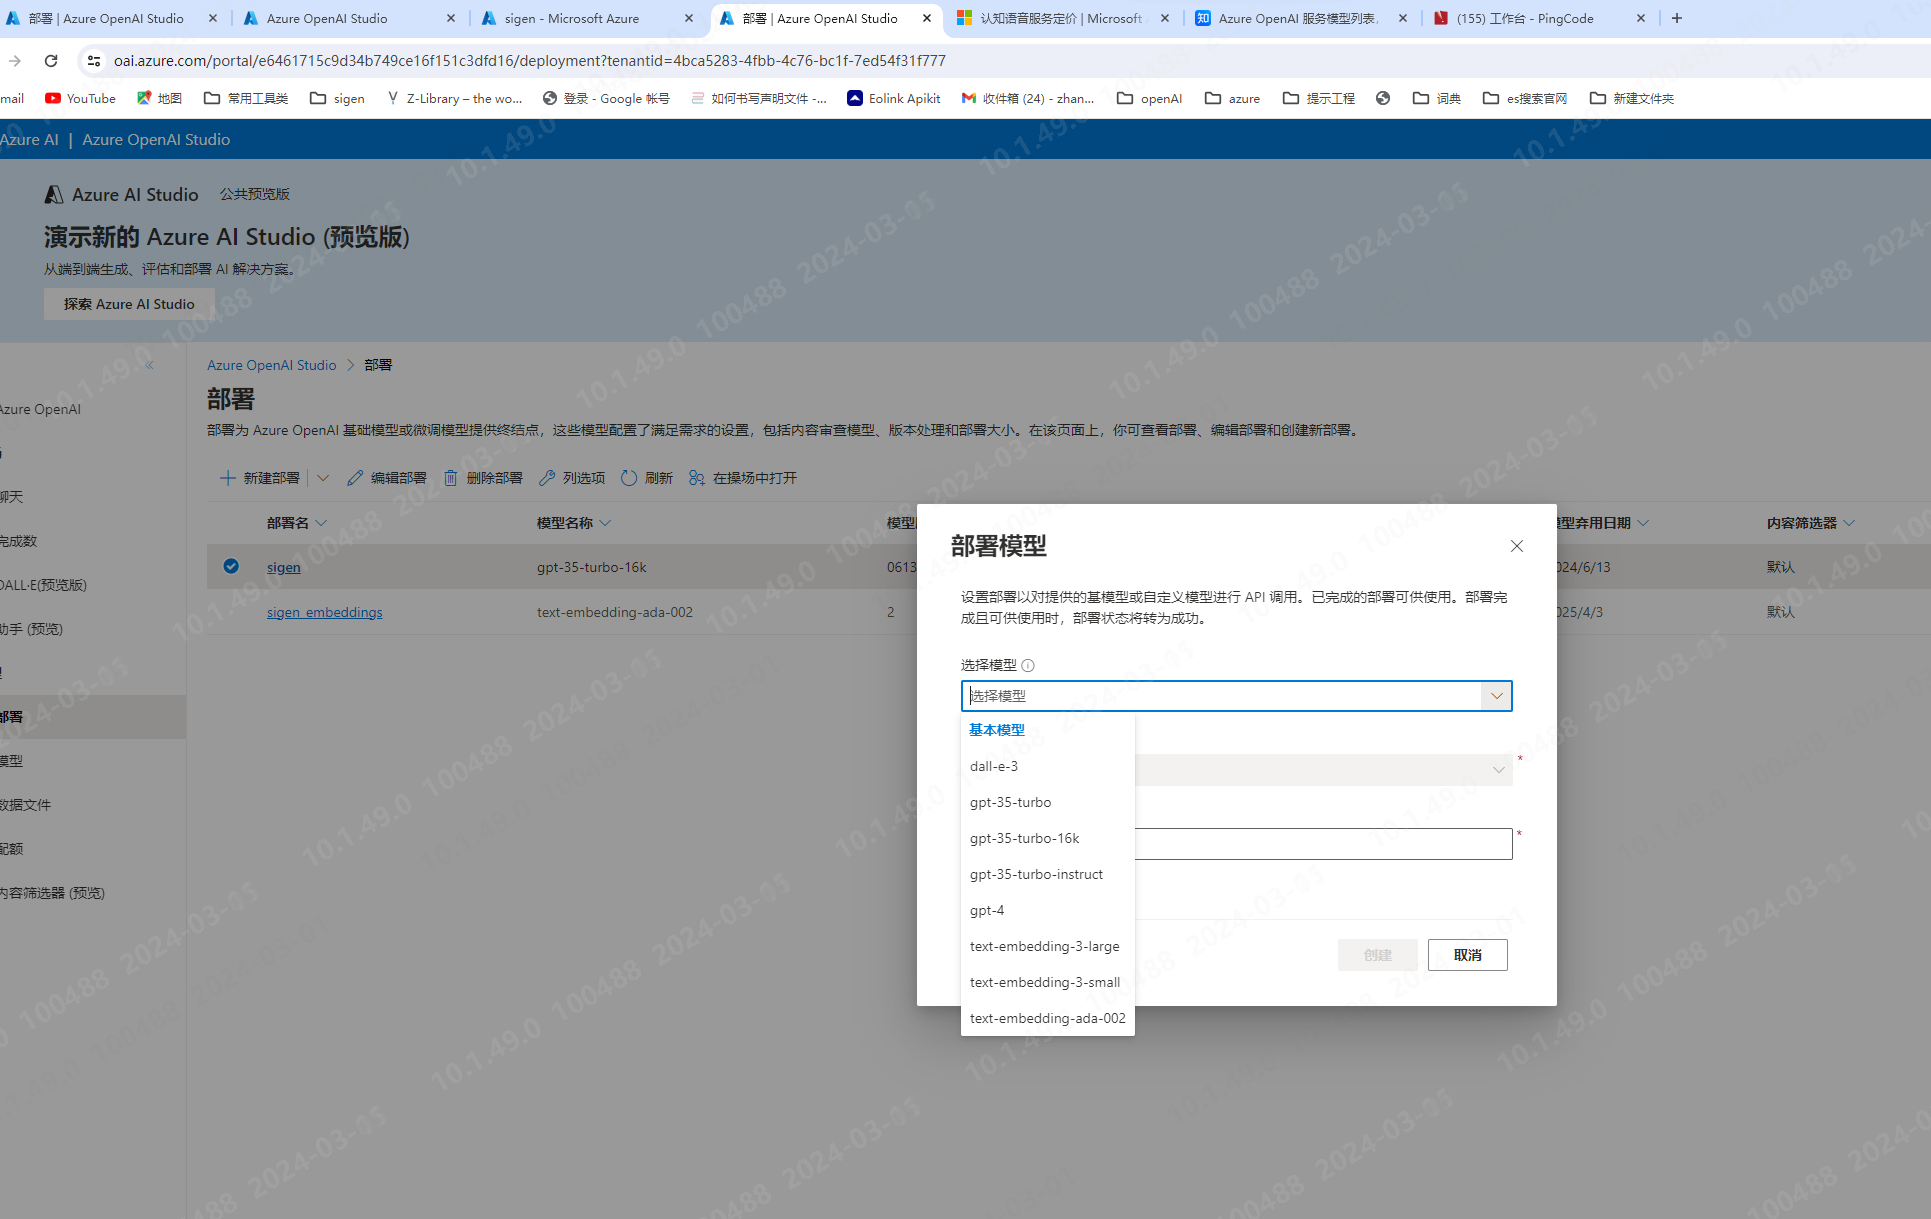 部署 | Azure OpenAI Studio
Azure OpenAI Studio
sigen - Microsoft Azure
部署 | Azure OpenAI Studio
认知语音服务定价 | Microsoft
Azure OpenAI 服务模型列表,
(155) 工作台 - PingCode
oai.azure.com/portal/e6461715c9d34b749ce16f151c3dfd16/deployment?tenantid=4bca5283-4fbb-4c76-bc1f-7ed54f31f777
mail
YouTube
地图
常用工具类
sigen
Z-Library – the wo...
登录 - Google 帐号
如何书写声明文件 -...
Eolink Apikit
收件箱 (24) - zhan...
openAI
azure
提示工程
词典
es搜索官网
新建文件夹
Azure AI | Azure OpenAI Studio
Azure AI Studio 公共预览版
演示新的 Azure AI Studio (预览版)
从端到端生成、评估和部署 AI 解决方案。
探索 Azure AI Studio
Azure OpenAI
聊天
完成数
DALL·E(预览版)
助手 (预览)
部署
模型
数据文件
配额
内容筛选器 (预览)
Azure OpenAI Studio > 部署
部署
部署为 Azure OpenAI 基础模型或微调模型提供终结点，这些模型配置了满足需求的设置，包括内容审查模型、版本处理和部署大小。在该页面上，你可查看部署、编辑部署和创建新部署。
新建部署 编辑部署 删除部署 列选项 刷新 在操场中打开
部署名 模型名称 模型 型弃用日期 内容筛选器
sigen gpt-35-turbo-16k 0613 024/6/13 默认
sigen_embeddings text-embedding-ada-002 2 025/4/3 默认
部署模型
设置部署以对提供的基模型或自定义模型进行 API 调用。已完成的部署可供使用。部署完
成且可供使用时，部署状态将转为成功。
选择模型
选择模型
基本模型
dall-e-3
gpt-35-turbo
gpt-35-turbo-16k
gpt-35-turbo-instruct
gpt-4
text-embedding-3-large
text-embedding-3-small
text-embedding-ada-002
*
*
创建
取消
10.1.49.0 100488 2024-03-05